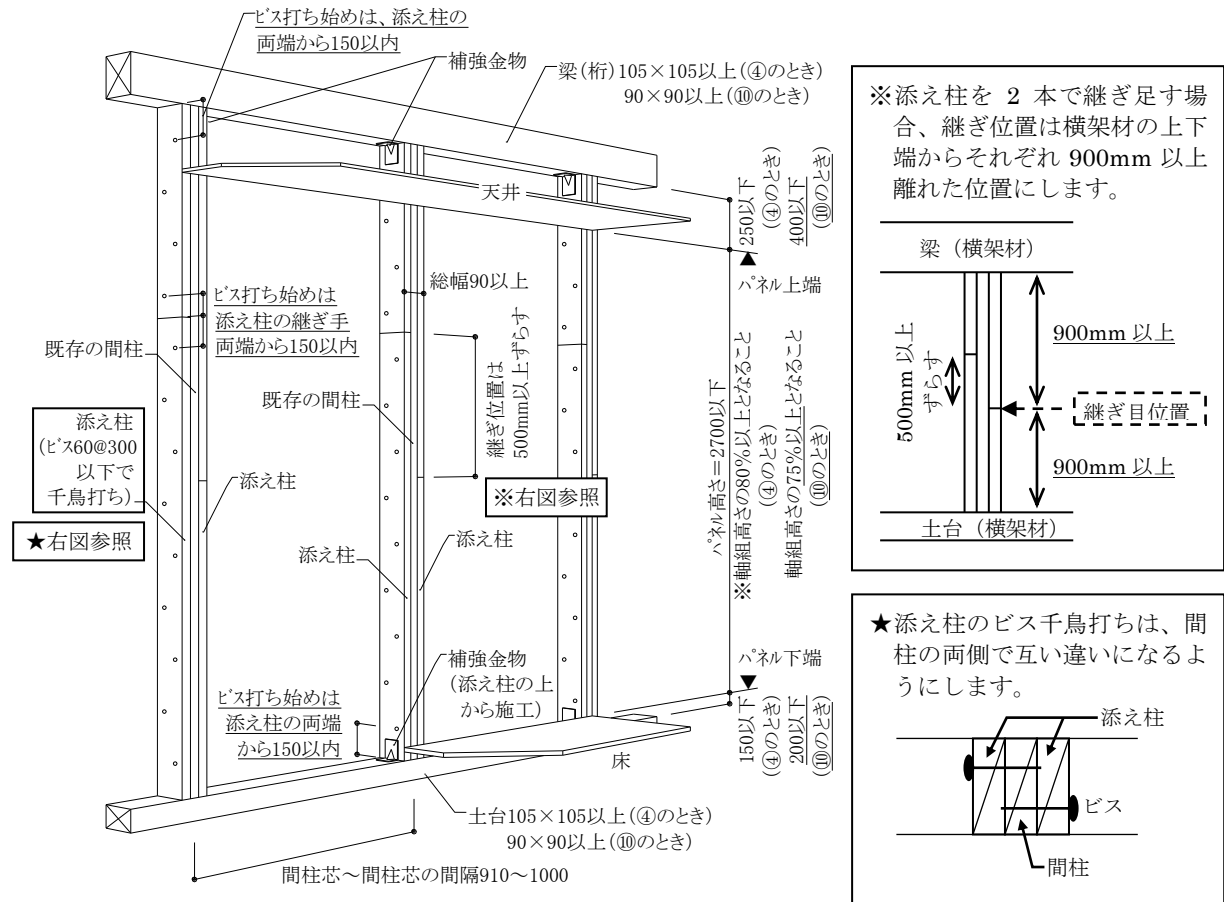 ビス打ち始めは、添え柱の
両端から150以内
補強金物
梁(桁)105×105以上(④のとき)
90×90以上(⑩のとき)
天井
250以下
(④のとき)
400以下
(⑩のとき)
パネル上端
ビス打ち始めは
添え柱の継ぎ手
両端から150以内
総幅90以上
既存の間柱
既存の間柱
継ぎ位置は
500mm以上ずらす
パネル高さ=2700以下
※軸組高さの80%以上となること
(④のとき)
軸組高さの75%以上となること
(⑩のとき)
添え柱
(ビス60@300
以下で
千鳥打ち)
★右図参照
添え柱
※右図参照
添え柱
添え柱
パネル下端
150以下
(④のとき)
200以下
(⑩のとき)
ビス打ち始めは
添え柱の両端
から150以内
補強金物
(添え柱の上
から施工)
床
土台105×105以上(④のとき)
90×90以上(⑩のとき)
間柱芯～間柱芯の間隔910～1000
※添え柱を 2 本で継ぎ足す場
合、継ぎ位置は横架材の上下
端からそれぞれ 900mm 以上
離れた位置にします。
梁（横架材）
500mm 以上
ずらす
900mm 以上
継ぎ目位置
900mm 以上
土台（横架材）
★添え柱のビス千鳥打ちは、間
柱の両側で互い違いになるよ
うにします。
添え柱
ビス
間柱